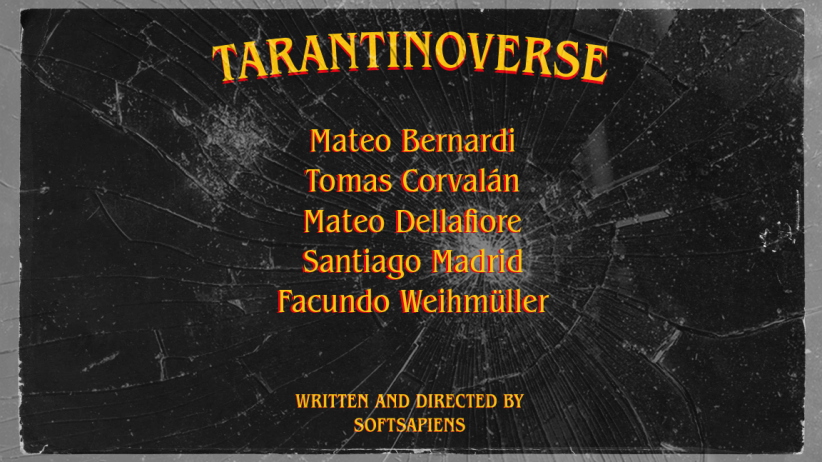 TARANTINOVERSE
Mateo Bernardi
Tomas Corvalán
Mateo Dellafiore
Santiago Madrid
Facundo Weihmüller
WRITTEN AND DIRECTED BY
SOFTSAPIENS